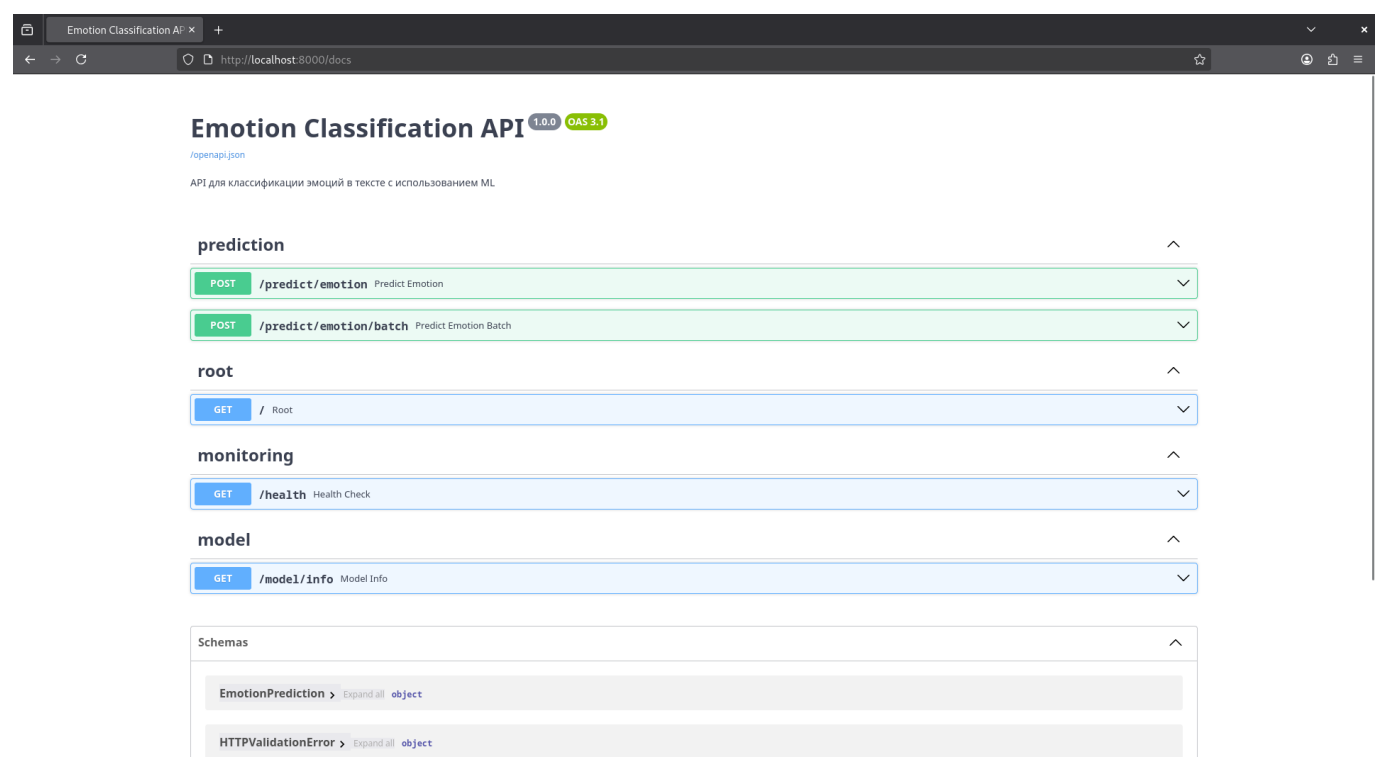 Emotion Classification AP
http://localhost:8000/docs
Emotion Classification API 1.0.0 OAS 3.1
/openapi.json
API для классификации эмоций в тексте с использованием ML
prediction
POST /predict/emotion Predict Emotion
POST /predict/emotion/batch Predict Emotion Batch
root
GET / Root
monitoring
GET /health Health Check
model
GET /model/info Model Info
Schemas
EmotionPrediction Expand all object
HTTPValidationError Expand all object